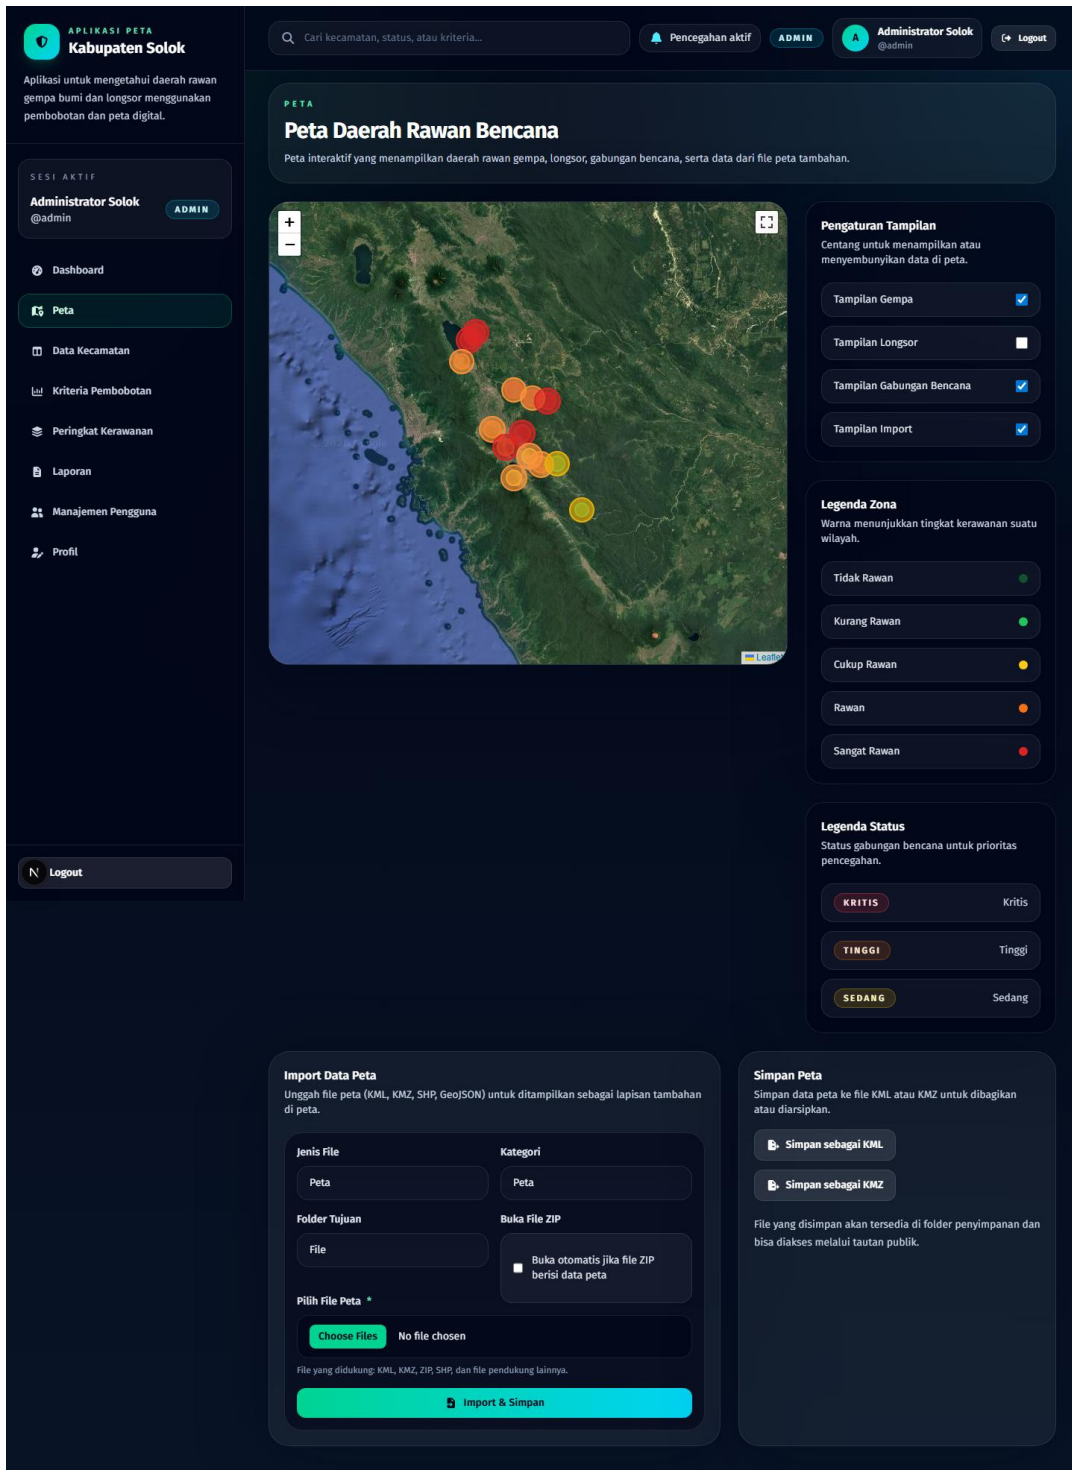 APLIKASI PETA
Kabupaten Solok
Aplikasi untuk mengetahui daerah rawan
gempa bumi dan longsor menggunakan
pembobotan dan peta digital.
SESI AKTIF
Administrator Solok
@admin
ADMIN
Dashboard
Peta
Data Kecamatan
Kriteria Pembobotan
Peringkat Kerawanan
Laporan
Manajemen Pengguna
Profil
N
Logout
Cari kecamatan, status, atau kriteria...
Pencegahan aktif
ADMIN
A
Administrator Solok
@admin
Logout
PETA
Peta Daerah Rawan Bencana
Peta interaktif yang menampilkan daerah rawan gempa, longsor, gabungan bencana, serta data dari file peta tambahan.
+
−
Leaflet
Pengaturan Tampilan
Centang untuk menampilkan atau
menyembunyikan data di peta.
Tampilan Gempa
Tampilan Longsor
Tampilan Gabungan Bencana
Tampilan Import
Legenda Zona
Warna menunjukkan tingkat kerawanan suatu
wilayah.
Tidak Rawan
Kurang Rawan
Cukup Rawan
Rawan
Sangat Rawan
Legenda Status
Status gabungan bencana untuk prioritas
pencegahan.
KRITIS Kritis
TINGGI Tinggi
SEDANG Sedang
Import Data Peta
Unggah file peta (KML, KMZ, SHP, GeoJSON) untuk ditampilkan sebagai lapisan tambahan
di peta.
Jenis File
Peta
Kategori
Peta
Folder Tujuan
File
Buka File ZIP
Buka otomatis jika file ZIP
berisi data peta
Pilih File Peta *
Choose Files No file chosen
File yang didukung: KML, KMZ, ZIP, SHP, dan file pendukung lainnya.
Import & Simpan
Simpan Peta
Simpan data peta ke file KML atau KMZ untuk dibagikan
atau diarsipkan.
Simpan sebagai KML
Simpan sebagai KMZ
File yang disimpan akan tersedia di folder penyimpanan dan
bisa diakses melalui tautan publik.